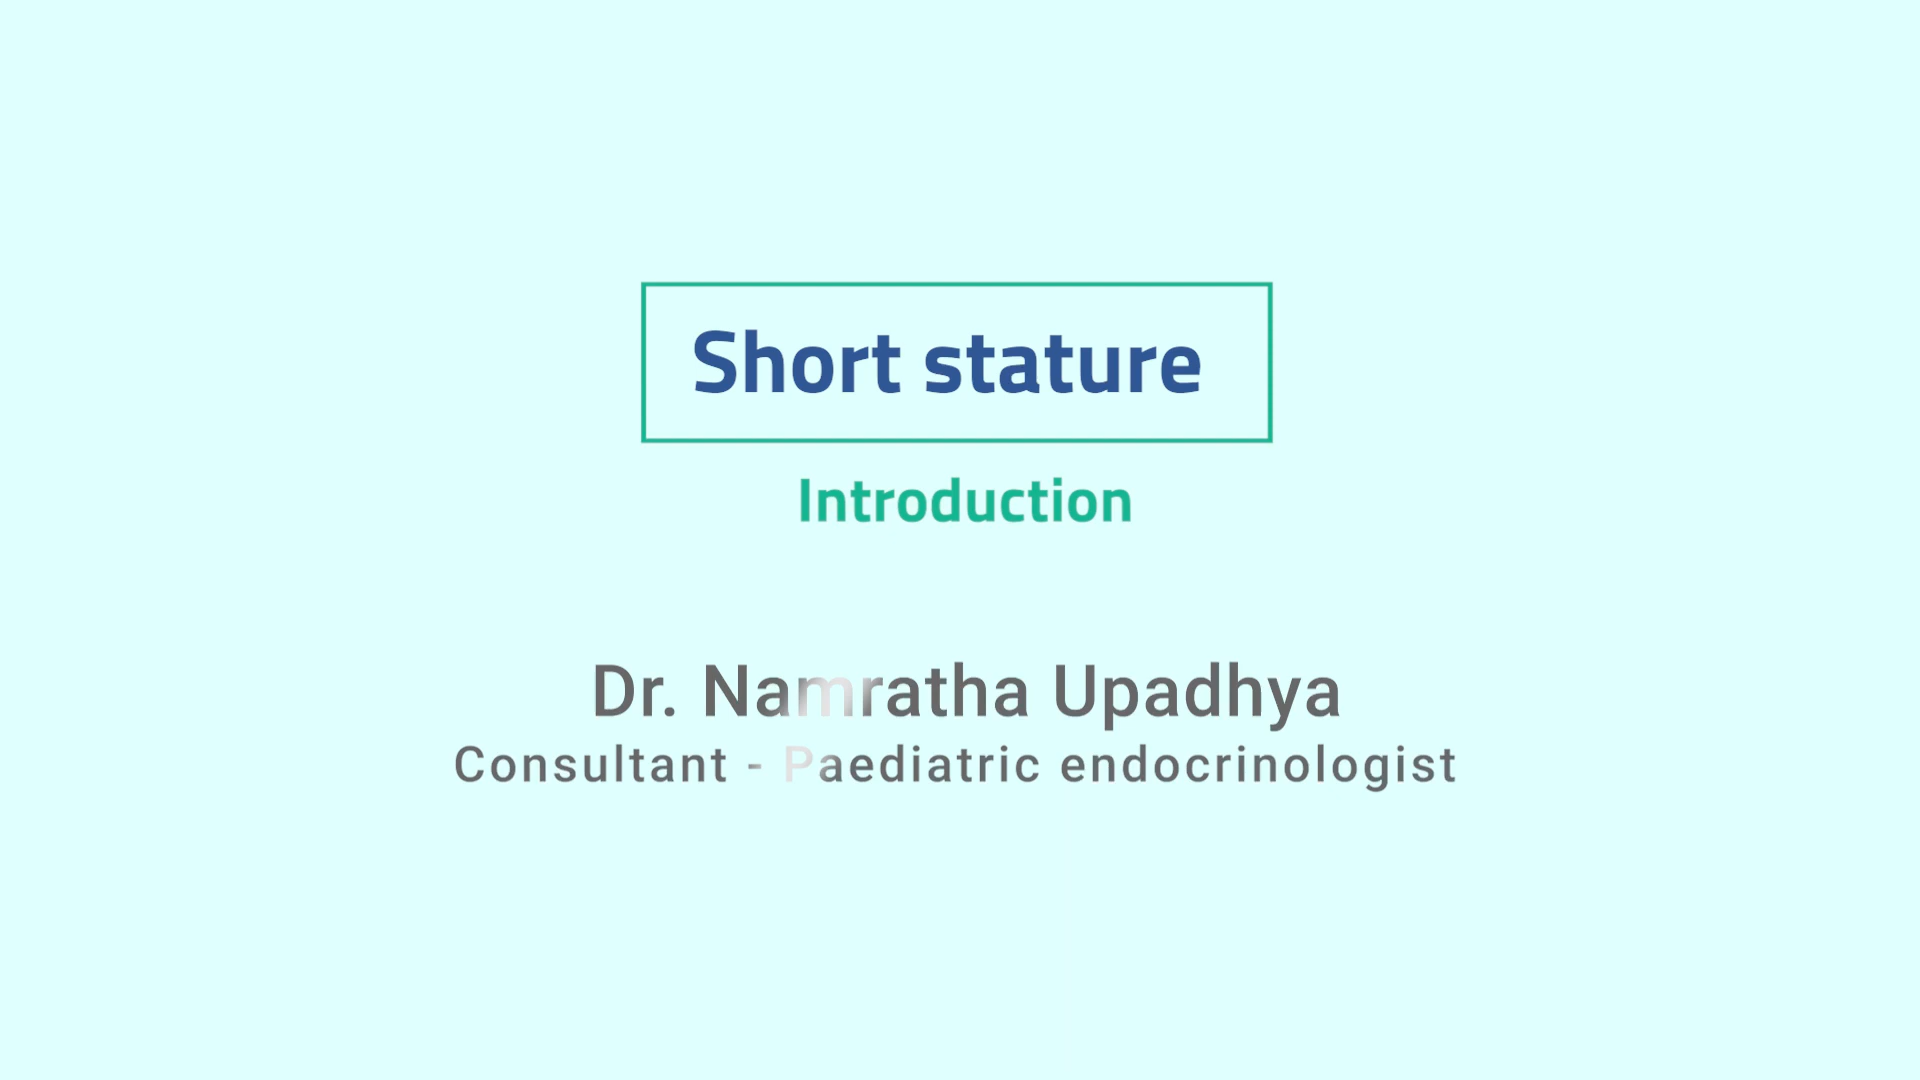 Short stature
Introduction
Dr. Namratha Upadhya
Consultant - Paediatric endocrinologist